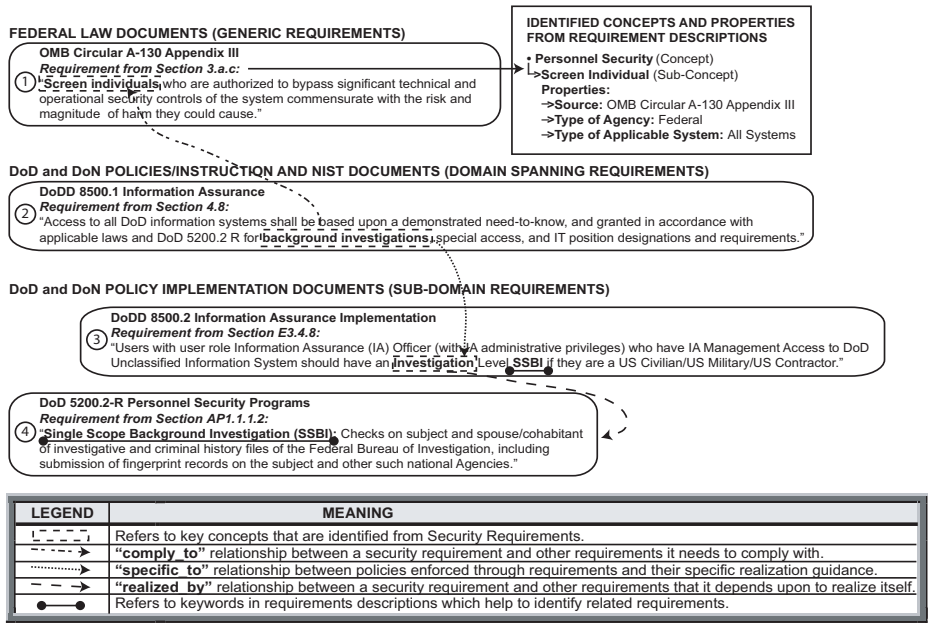 FEDERAL LAW DOCUMENTS (GENERIC REQUIREMENTS)
OMB Circular A-130 Appendix III
Requirement from Section 3.a.c:
1
“Screen individuals who are authorized to bypass significant technical and
operational security controls of the system commensurate with the risk and
magnitude of harm they could cause.”
IDENTIFIED CONCEPTS AND PROPERTIES
FROM REQUIREMENT DESCRIPTIONS
• Personnel Security (Concept)
Screen Individual (Sub-Concept)
Properties:
Source: OMB Circular A-130 Appendix III
Type of Agency: Federal
Type of Applicable System: All Systems
DoD and DoN POLICIES/INSTRUCTION AND NIST DOCUMENTS (DOMAIN SPANNING REQUIREMENTS)
DoDD 8500.1 Information Assurance
Requirement from Section 4.8:
2
“Access to all DoD information systems shall be based upon a demonstrated need-to-know, and granted in accordance with
applicable laws and DoD 5200.2 R for background investigations, special access, and IT position designations and requirements.”
DoD and DoN POLICY IMPLEMENTATION DOCUMENTS (SUB-DOMAIN REQUIREMENTS)
DoDD 8500.2 Information Assurance Implementation
Requirement from Section E3.4.8:
3
“Users with user role Information Assurance (IA) Officer (with IA administrative privileges) who have IA Management Access to DoD
Unclassified Information System should have an Investigation Level SSBI if they are a US Civilian/US Military/US Contractor.”
DoD 5200.2-R Personnel Security Programs
Requirement from Section AP1.1.1.2:
4
“Single Scope Background Investigation (SSBI): Checks on subject and spouse/cohabitant
of investigative and criminal history files of the Federal Bureau of Investigation, including
submission of fingerprint records on the subject and other such national Agencies.”
LEGEND MEANING
Refers to key concepts that are identified from Security Requirements.
“comply_to” relationship between a security requirement and other requirements it needs to comply with.
“specific_to” relationship between policies enforced through requirements and their specific realization guidance.
“realized_by” relationship between a security requirement and other requirements that it depends upon to realize itself.
Refers to keywords in requirements descriptions which help to identify related requirements.